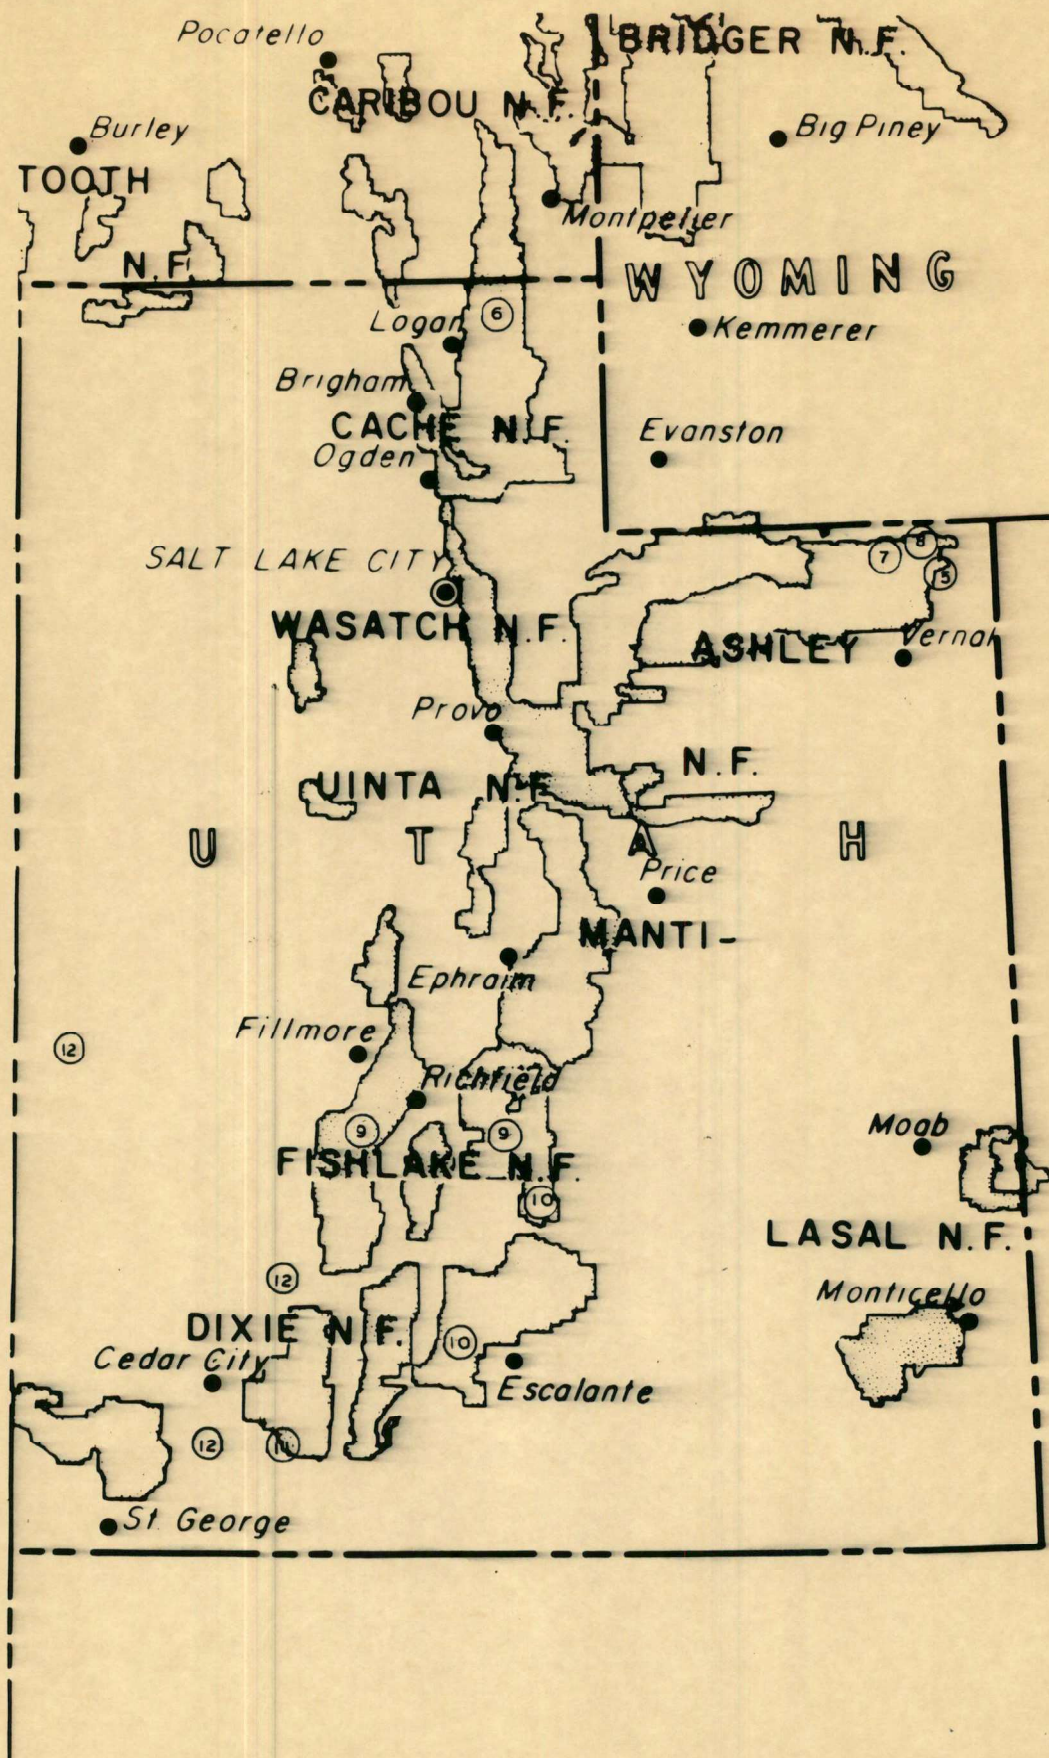 Pocatello
BRIDGER N.F.
CARIBOU N.F.
Burley
Big Piney
TOOTH
Montpelier
N.F.
WYOMING
6
Logan
Kemmerer
Brigham
CACHE N.F.
Evanston
Ogden
SALT LAKE CITY
7
8
5
WASATCH N.F.
ASHLEY
Vernal
Provo
N.F.
UINTA N.F.
UTAH
Price
MANTI-
Ephraim
Fillmore
12
Richfield
9
9
Moab
FISHLAKE N.F.
10
LASAL N.F.
12
Monticello
DIXIE N.F.
10
Cedar City
Escalante
12
11
St. George